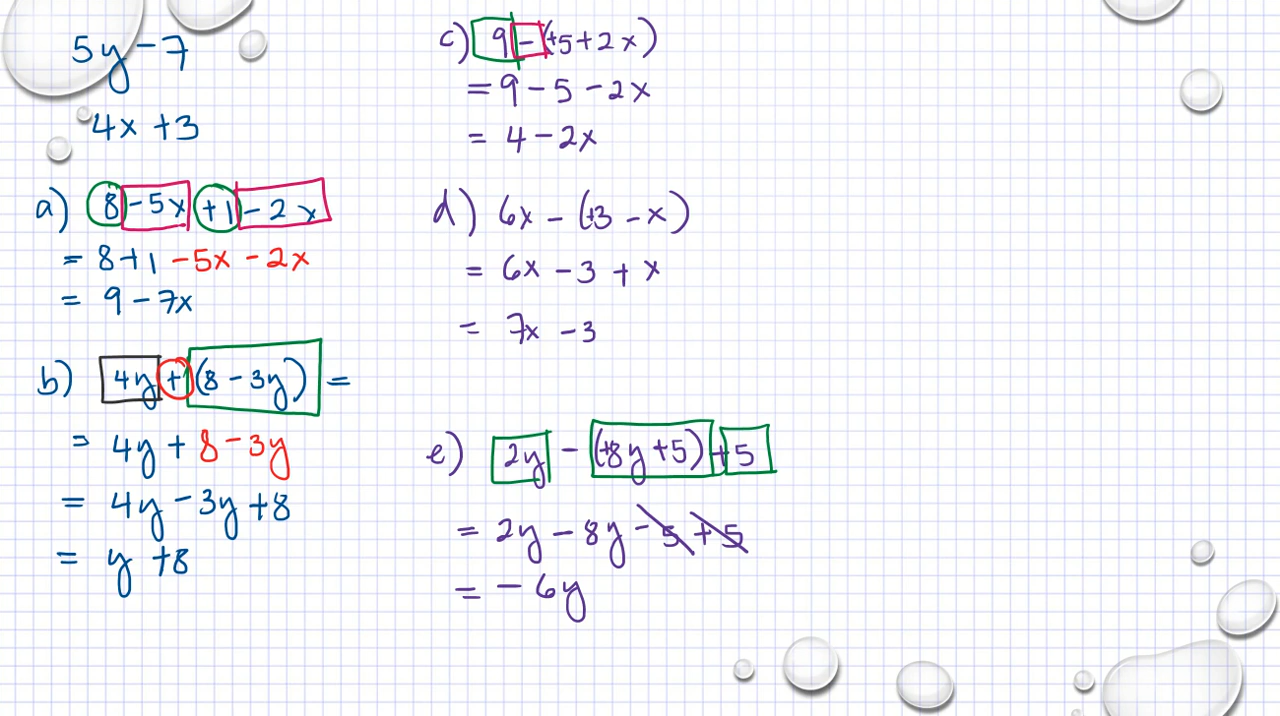 5y - 7
4x + 3
a) 8 - 5x + 1 - 2x
= 8 + 1 - 5x - 2x
= 9 - 7x
b) 4y + (8 - 3y) =
= 4y + 8 - 3y
= 4y - 3y + 8
= y + 8
c) 9 - (+5 + 2x)
= 9 - 5 - 2x
= 4 - 2x
d) 6x - (+3 - x)
= 6x - 3 + x
= 7x - 3
e) 2y - (+8y + 5) + 5
= 2y - 8y - 5 + 5
= - 6y